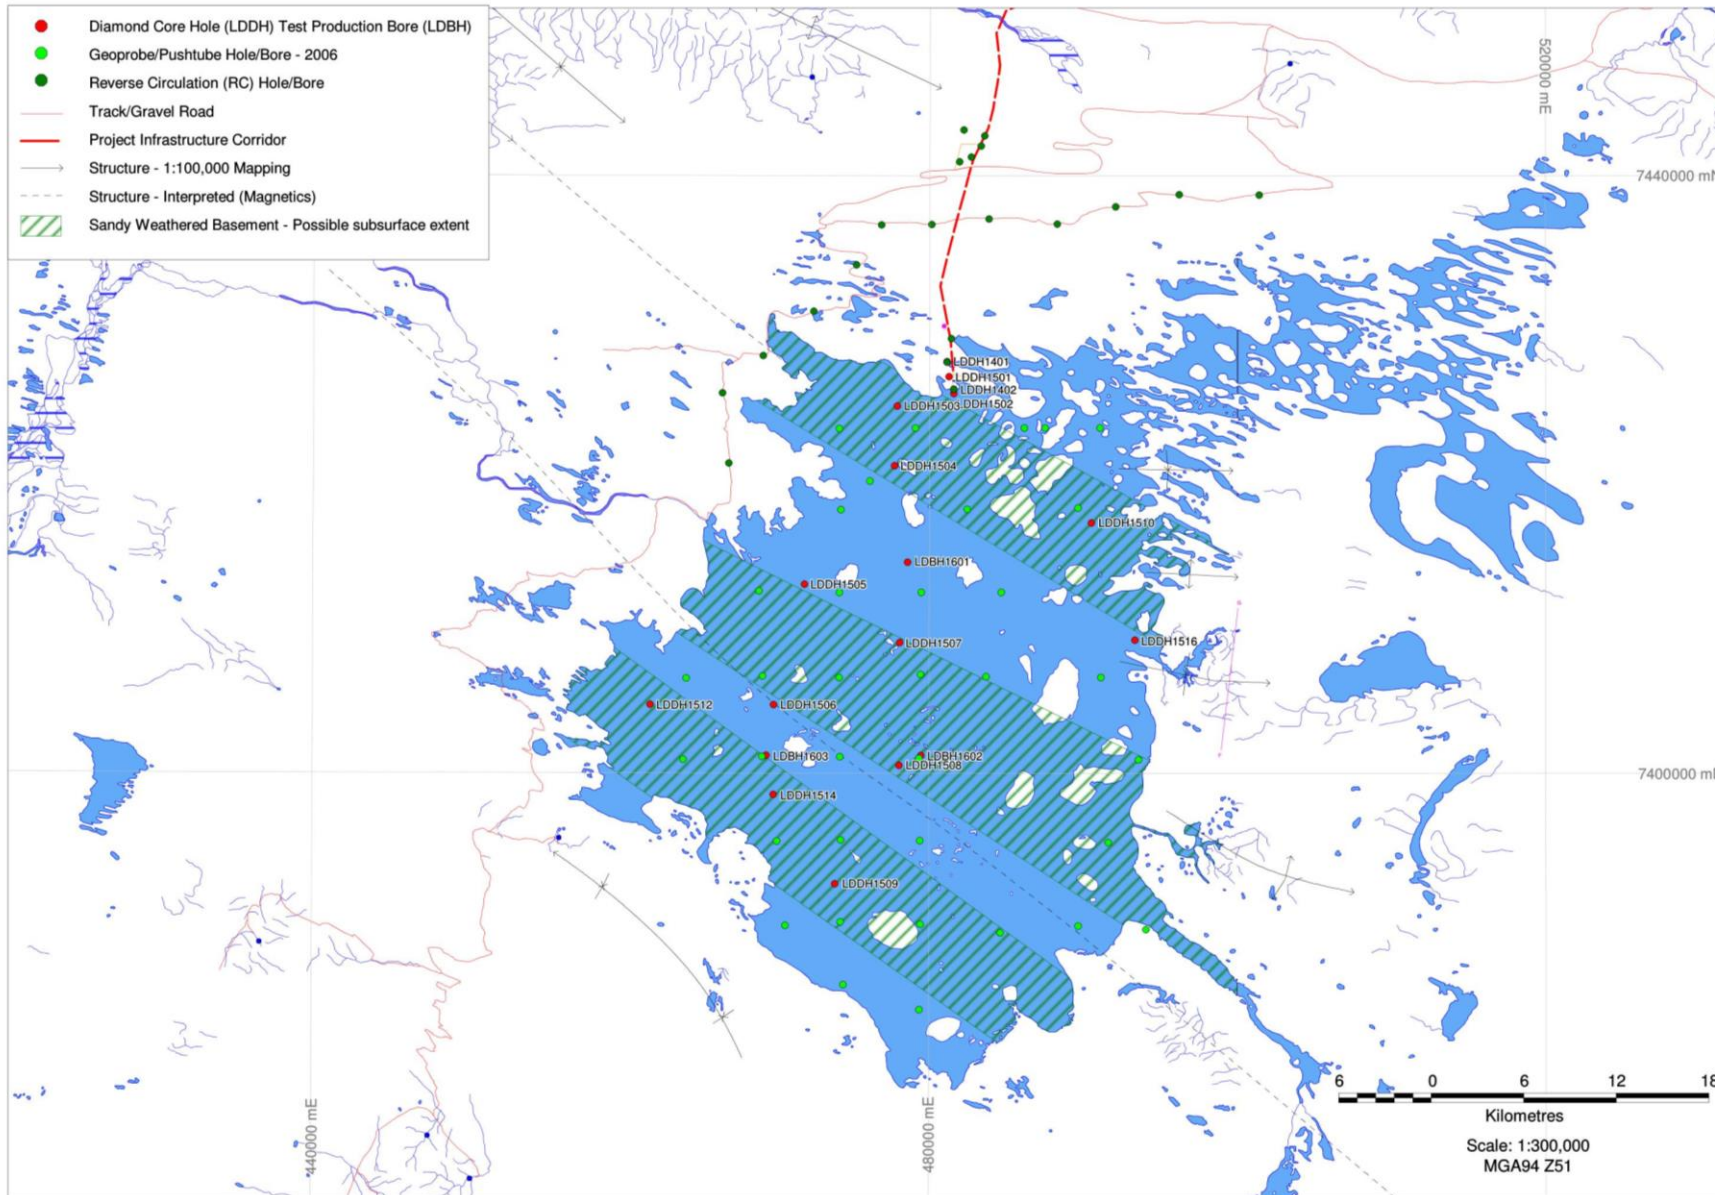 Diamond Core Hole (LDDH) Test Production Bore (LDBH)
Geoprobe/Pushtube Hole/Bore - 2006
Reverse Circulation (RC) Hole/Bore
Track/Gravel Road
Project Infrastructure Corridor
Structure - 1:100,000 Mapping
Structure - Interpreted (Magnetics)
Sandy Weathered Basement - Possible subsurface extent
520000 mE
7440000 mN
LDDH1401
LDDH1501
LDDH1402
LDDH1503
DDH1502
LDDH1504
LDDH1510
LDBH1601
LDDH1505
LDDH1507
LDDH1516
LDDH1512
LDDH1506
LDBH1603
LDBH1602
LDDH1508
7400000 m
LDDH1514
LDDH1509
440000 mE
480000 mE
6 0 6 12 18
Kilometres
Scale: 1:300,000
MGA94 Z51